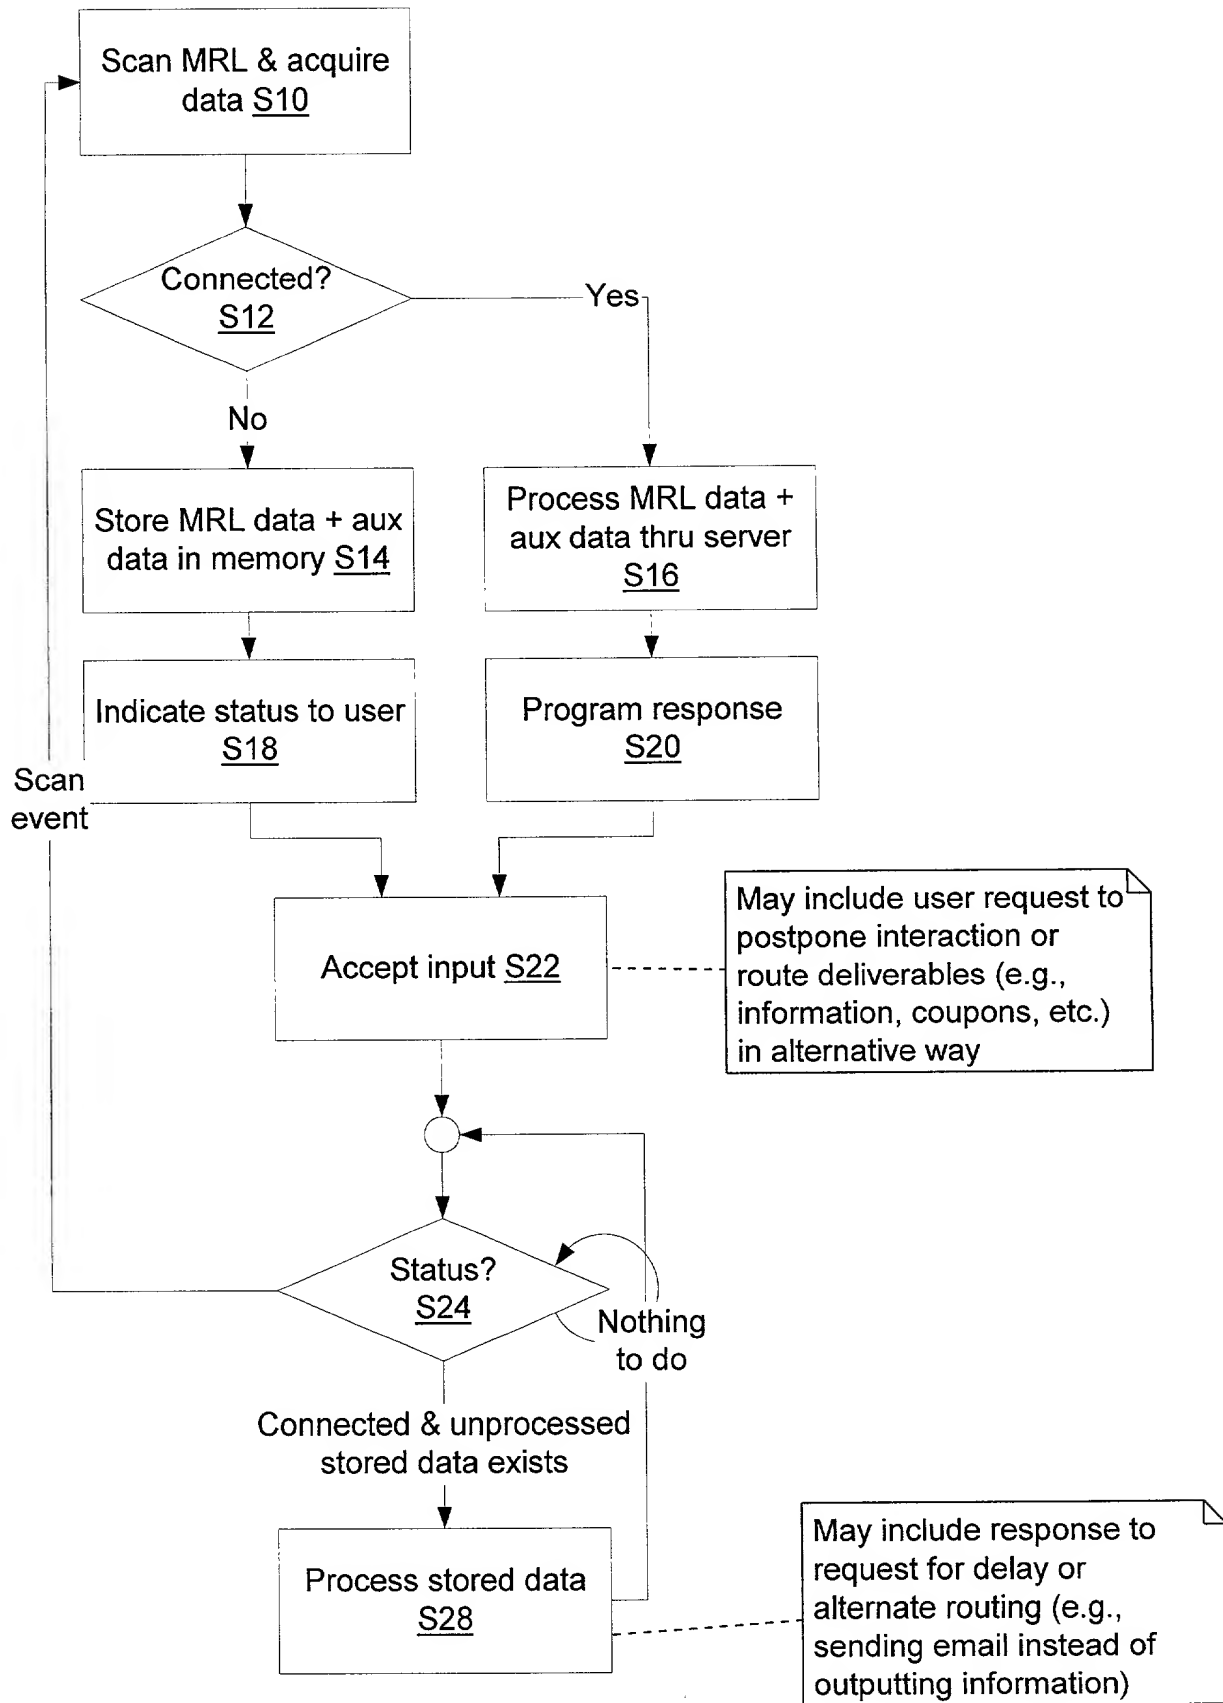 Scan MRL & acquire
data S10
Connected?
S12
Yes
No
Store MRL data + aux
data in memory S14
Process MRL data +
aux data thru server
S16
Indicate status to user
S18
Program response
S20
Scan
event
Accept input S22
May include user request to
postpone interaction or
route deliverables (e.g.,
information, coupons, etc.)
in alternative way
Status?
S24
Nothing
to do
Connected & unprocessed
stored data exists
Process stored data
S28
May include response to
request for delay or
alternate routing (e.g.,
sending email instead of
outputting information)